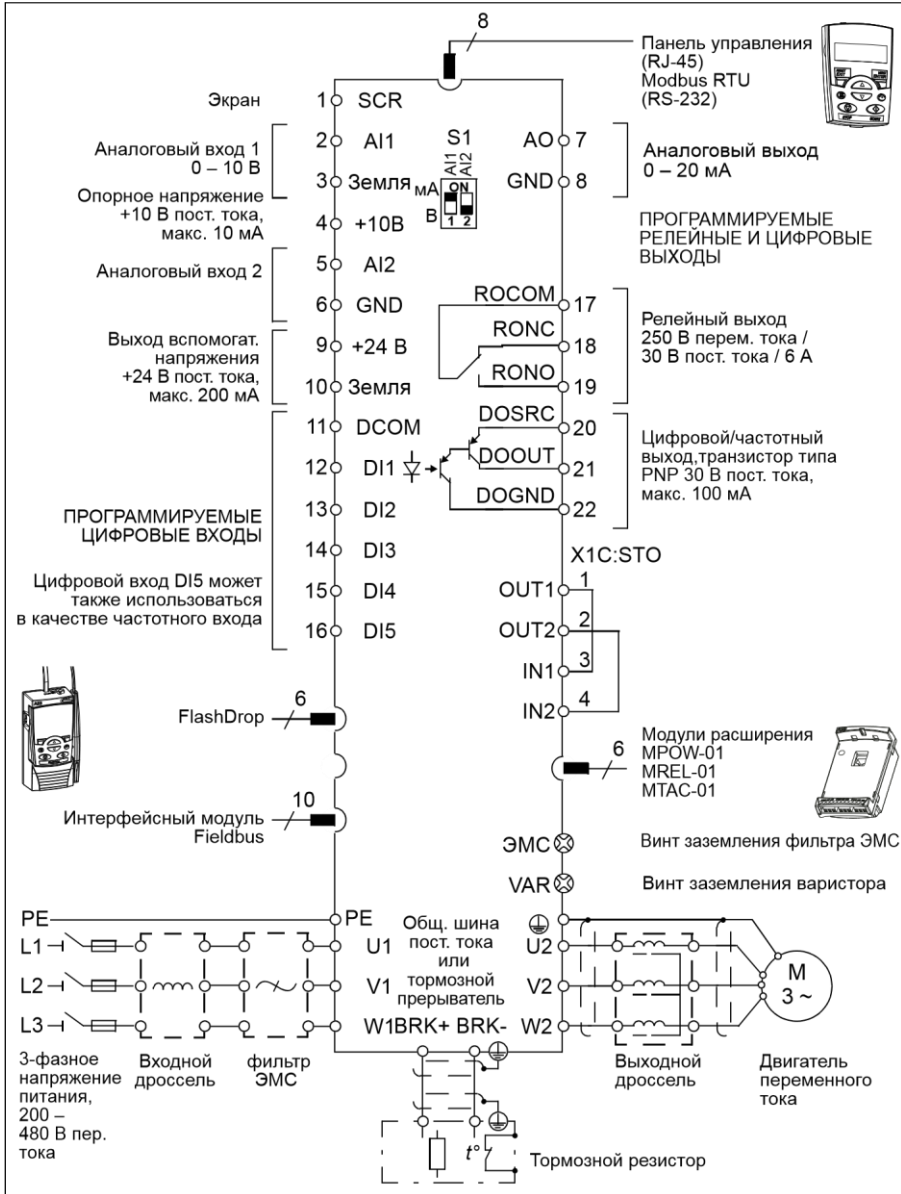 8
Панель управления
(RJ-45)
Modbus RTU
(RS-232)
Экран
1 SCR
Аналоговый вход 1
0 – 10 В
2 AI1
3 Земля
Опорное напряжение
+10 В пост. тока,
макс. 10 мА
4 +10В
Аналоговый вход 2
5 AI2
6 GND
Выход вспомогат.
напряжения
+24 В пост. тока,
макс. 200 мА
9 +24 В
10 Земля
11 DCOM
12 DI1
13 DI2
14 DI3
15 DI4
16 DI5
ПРОГРАММИРУЕМЫЕ
ЦИФРОВЫЕ ВХОДЫ
Цифровой вход DI5 может
также использоваться
в качестве частотного входа
S1
AI1
AI2
мА
ON
В
1 2
AO 7
GND 8
Аналоговый выход
0 – 20 мА
ПРОГРАММИРУЕМЫЕ
РЕЛЕЙНЫЕ И ЦИФРОВЫЕ
ВЫХОДЫ
ROCOM 17
RONC 18
RONO 19
Релейный выход
250 В перем. тока /
30 В пост. тока / 6 А
DOSRC 20
DOOUT 21
DOGND 22
Цифровой/частотный
выход,транзистор типа
PNP 30 В пост. тока,
макс. 100 мА
X1C:STO
OUT1 1
OUT2 2
IN1 3
IN2 4
FlashDrop
6
Интерфейсный модуль
Fieldbus
10
6
Модули расширения
MPOW-01
MREL-01
MTAC-01
ЭМС
Винт заземления фильтра ЭМС
VAR
Винт заземления варистора
PE
PE
L1
L2
L3
U1
V1
W1
BRK+ BRK-
Общ. шина
пост. тока
или
тормозной
прерыватель
U2
V2
W2
M
3 ~
3-фазное
напряжение
питания,
200 –
480 В пер.
тока
Входной
дроссель
фильтр
ЭМС
Выходной
дроссель
Двигатель
переменного
тока
t°
Тормозной резистор